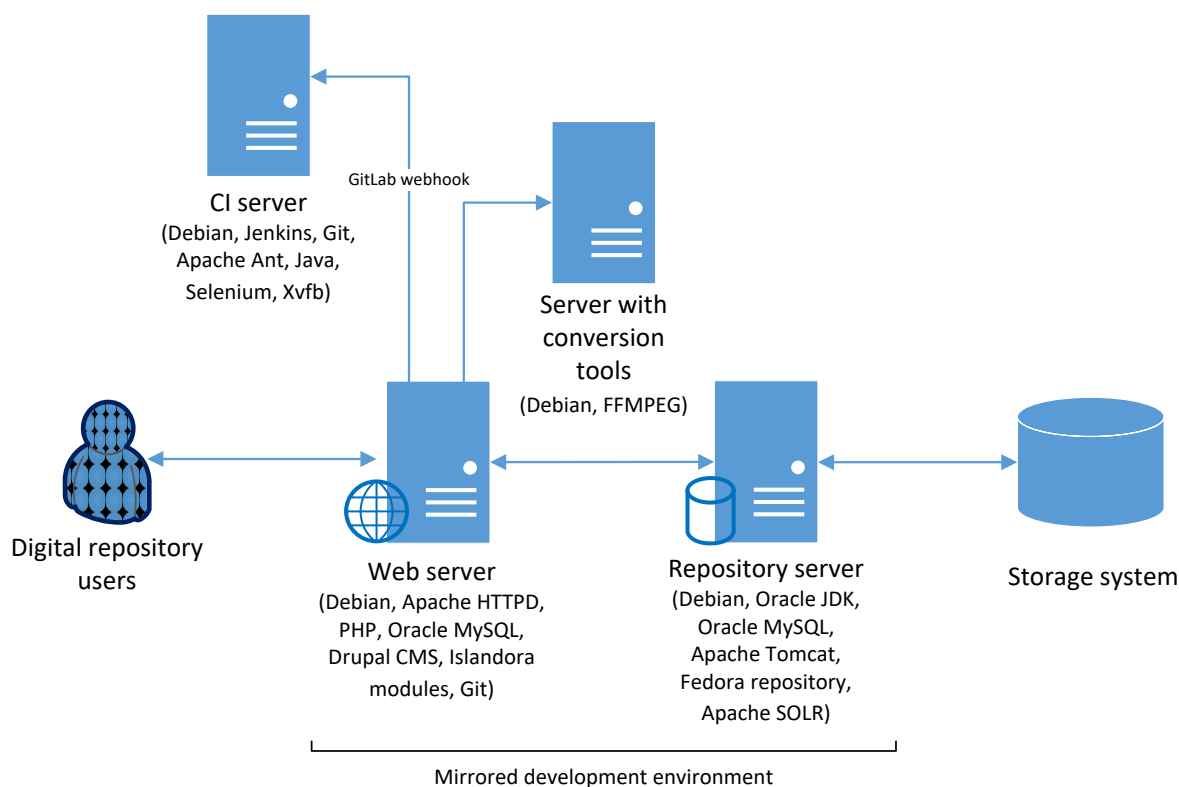 GitLab webhook
CI server
(Debian, Jenkins, Git,
Apache Ant, Java,
Selenium, Xvfb)
Server with
conversion
tools
(Debian, FFMPEG)
Digital repository
users
Web server
(Debian, Apache HTTPD,
PHP, Oracle MySQL,
Drupal CMS, Islandora
modules, Git)
Repository server
(Debian, Oracle JDK,
Oracle MySQL,
Apache Tomcat,
Fedora repository,
Apache SOLR)
Storage system
Mirrored development environment